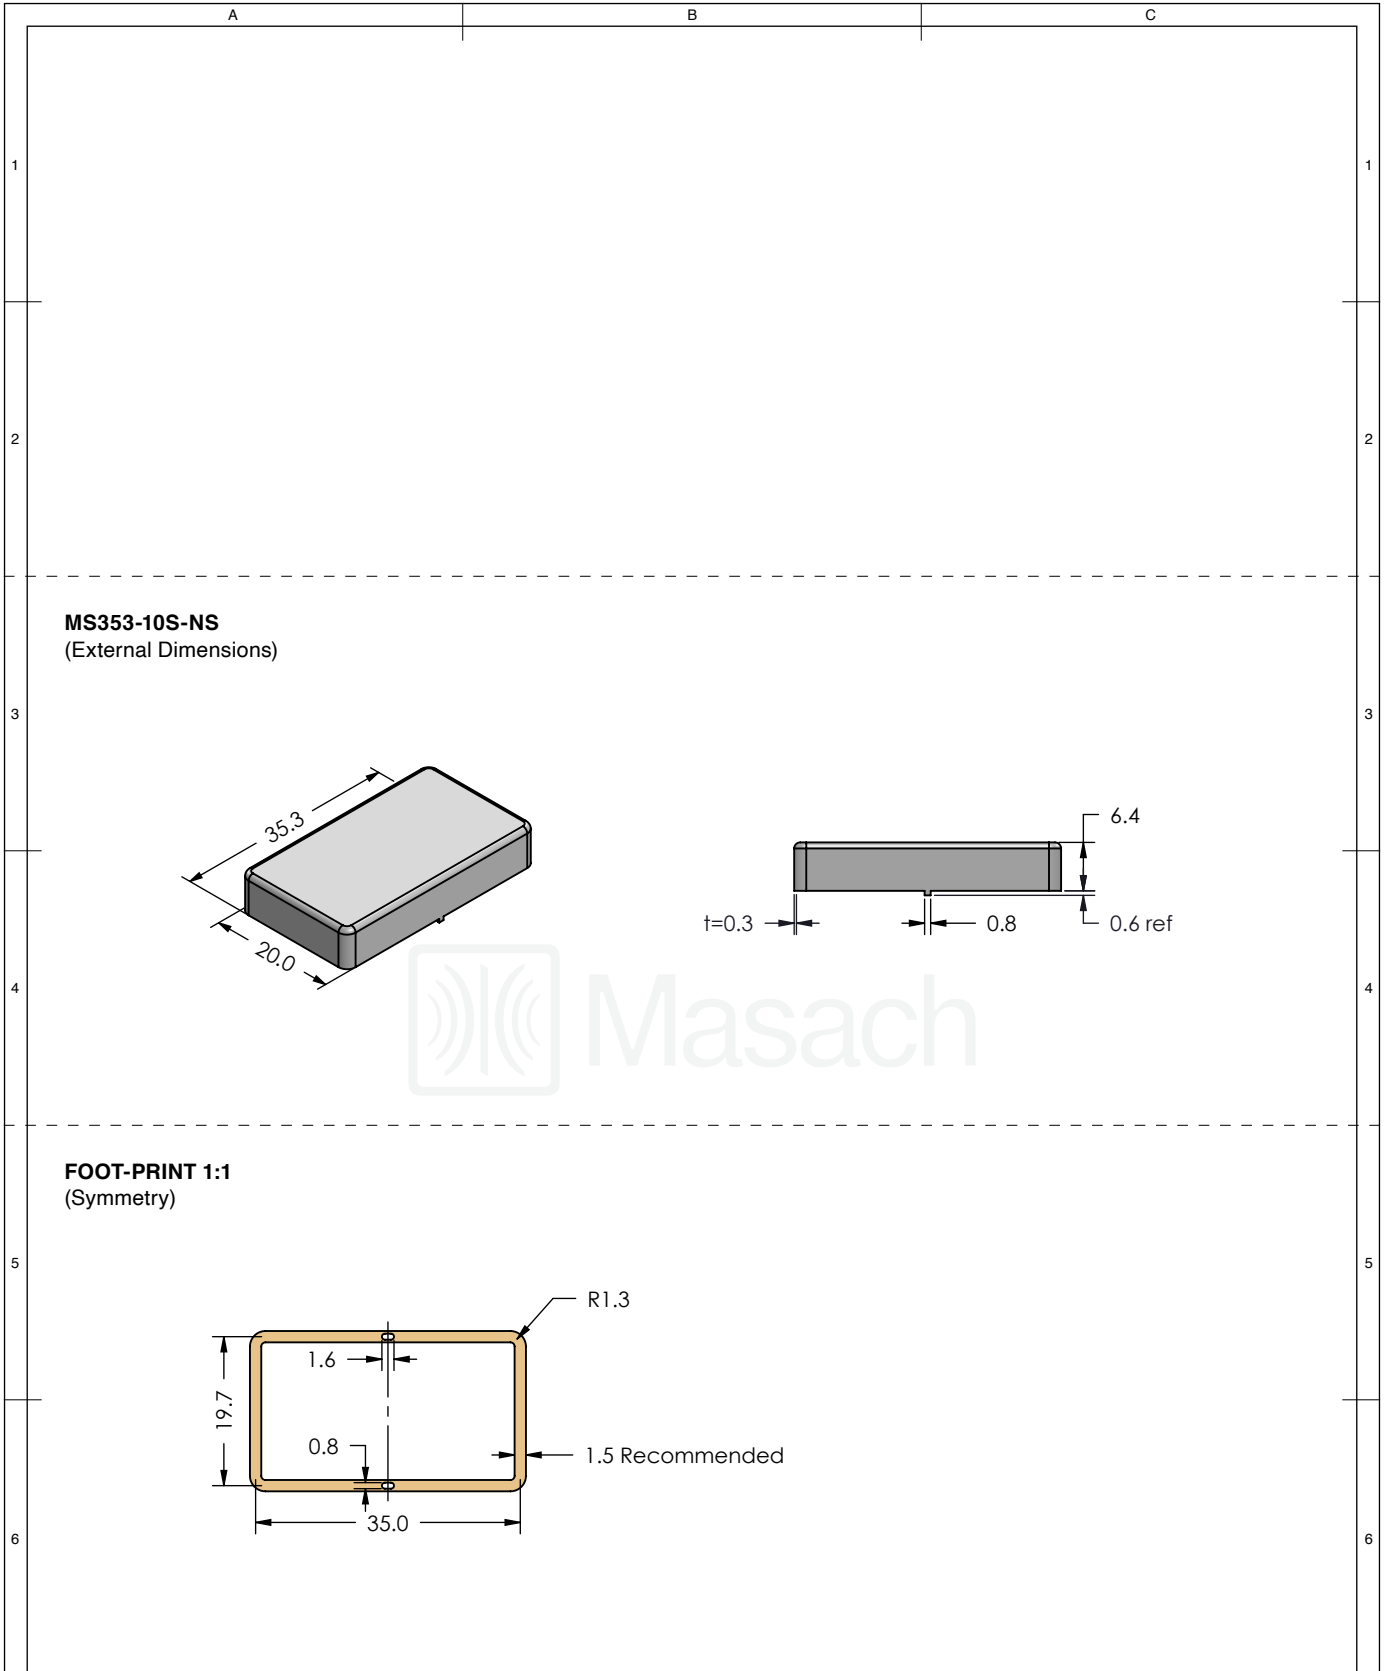 A B C
1 1
2 2
MS353-10S-NS
(External Dimensions)
3 3
35.3
20.0
6.4
t=0.3 0.8 0.6 ref
4 4
Masach
FOOT-PRINT 1:1
(Symmetry)
5 5
R1.3
1.6
19.7
0.8
1.5 Recommended
35.0
6 6